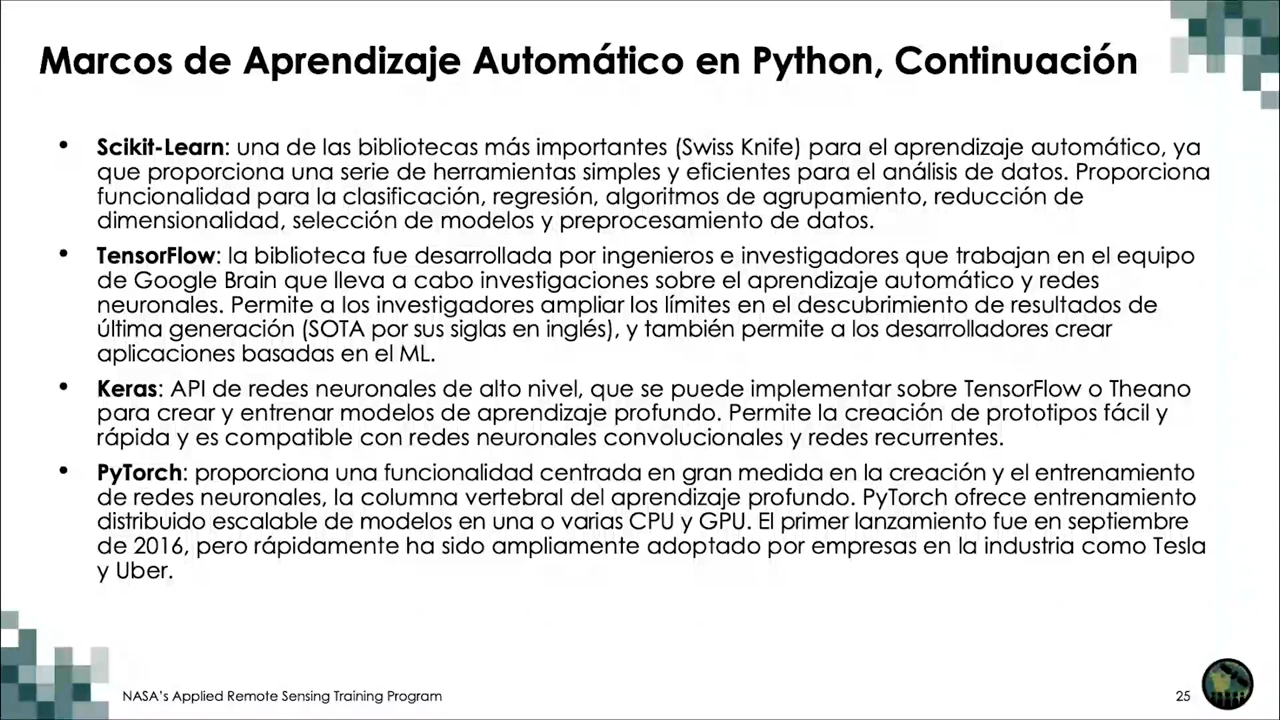 Marcos de Aprendizaje Automático en Python, Continuación
• Scikit-Learn: una de las bibliotecas más importantes (Swiss Knife) para el aprendizaje automático, ya
que proporciona una serie de herramientas simples y eficientes para el análisis de datos. Proporciona
funcionalidad para la clasificación, regresión, algoritmos de agrupamiento, reducción de
dimensionalidad, selección de modelos y preprocesamiento de datos.
• TensorFlow: la biblioteca fue desarrollada por ingenieros e investigadores que trabajan en el equipo
de Google Brain que lleva a cabo investigaciones sobre el aprendizaje automático y redes
neuronales. Permite a los investigadores ampliar los límites en el descubrimiento de resultados de
última generación (SOTA por sus siglas en inglés), y también permite a los desarrolladores crear
aplicaciones basadas en el ML.
• Keras: API de redes neuronales de alto nivel, que se puede implementar sobre TensorFlow o Theano
para crear y entrenar modelos de aprendizaje profundo. Permite la creación de prototipos fácil y
rápida y es compatible con redes neuronales convolucionales y redes recurrentes.
• PyTorch: proporciona una funcionalidad centrada en gran medida en la creación y el entrenamiento
de redes neuronales, la columna vertebral del aprendizaje profundo. PyTorch ofrece entrenamiento
distribuido escalable de modelos en una o varias CPU y GPU. El primer lanzamiento fue en septiembre
de 2016, pero rápidamente ha sido ampliamente adoptado por empresas en la industria como Tesla
y Uber.
NASA's Applied Remote Sensing Training Program
25